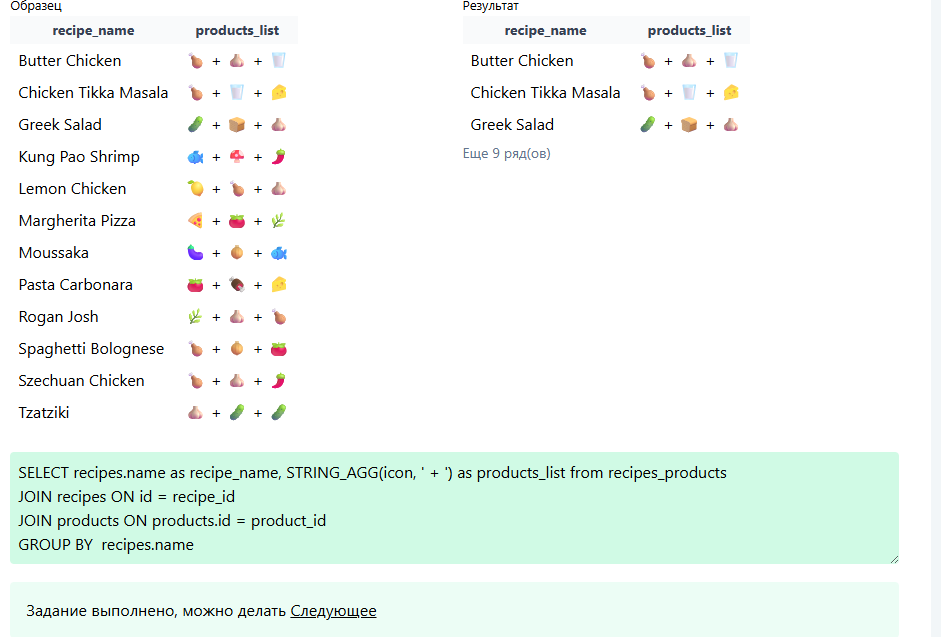 Образец
recipe_name products_list
Butter Chicken 🍗 + 🧄 + 🥛
Chicken Tikka Masala 🍗 + 🥛 + 🧀
Greek Salad 🥒 + 🍞 + 🧄
Kung Pao Shrimp 🐟 + 🍄 + 🌶
Lemon Chicken 🍋 + 🍗 + 🧄
Margherita Pizza 🍕 + 🍅 + 🌿
Moussaka 🍆 + 🧅 + 🐟
Pasta Carbonara 🍅 + 🍖 + 🧀
Rogan Josh 🌿 + 🧄 + 🍗
Spaghetti Bolognese 🍗 + 🧅 + 🍅
Szechuan Chicken 🍗 + 🧄 + 🌶
Tzatziki 🧄 + 🥒 + 🥒
Результат
recipe_name products_list
Butter Chicken 🍗 + 🧄 + 🥛
Chicken Tikka Masala 🍗 + 🥛 + 🧀
Greek Salad 🥒 + 🍞 + 🧄
Еще 9 ряд(ов)
SELECT recipes.name as recipe_name, STRING_AGG(icon, ' + ') as products_list from recipes_products
JOIN recipes ON id = recipe_id
JOIN products ON products.id = product_id
GROUP BY  recipes.name
Задание выполнено, можно делать Следующее